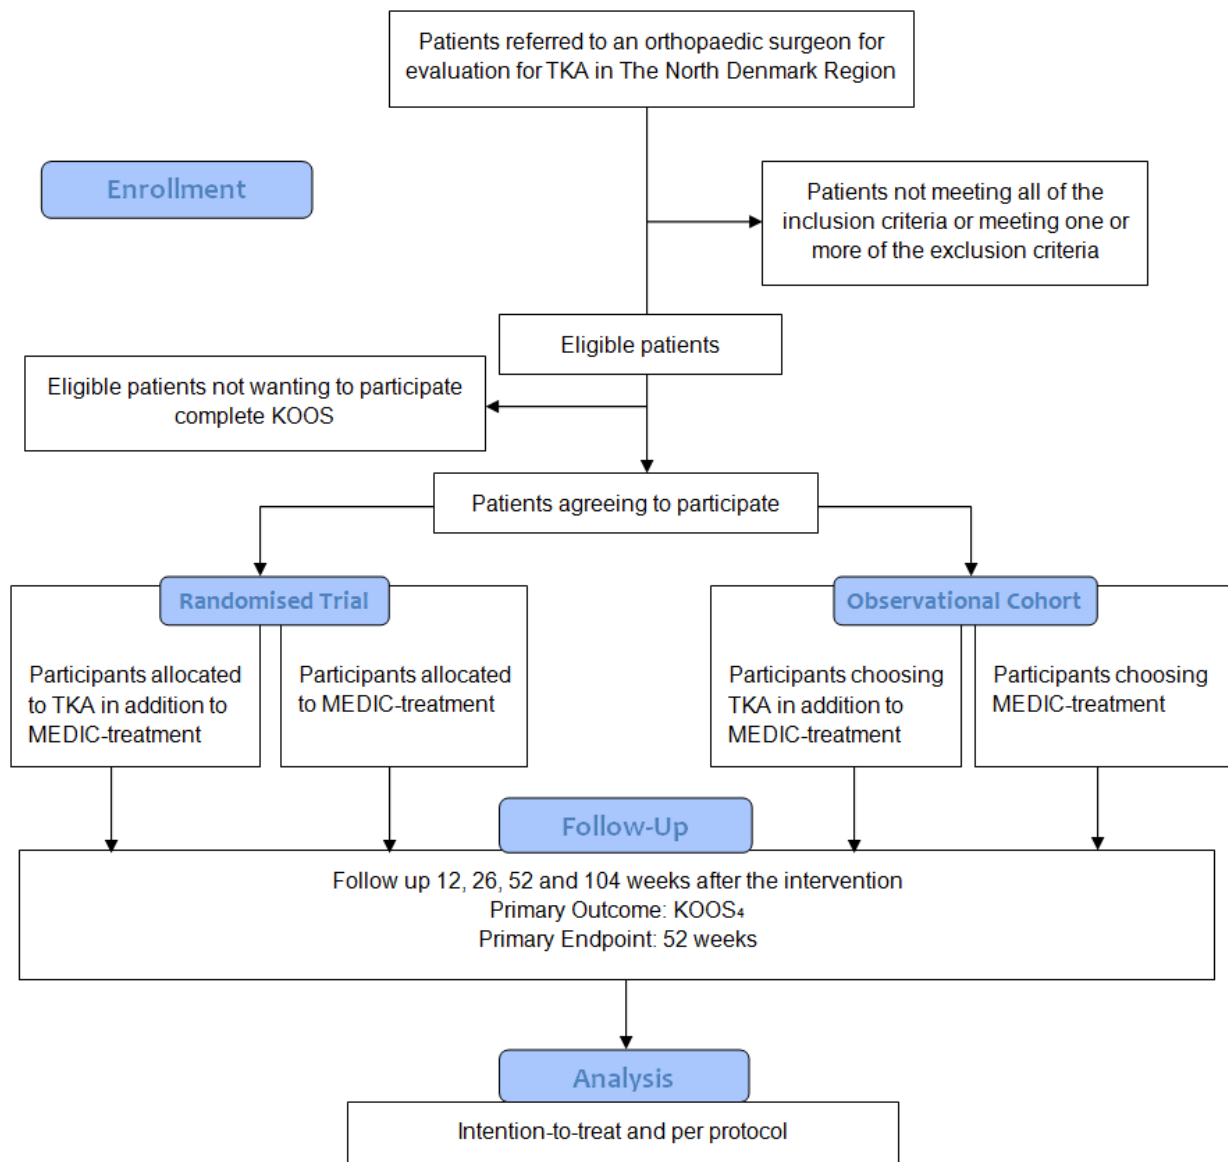 Patients referred to an orthopaedic surgeon for
evaluation for TKA in The North Denmark Region
Enrollment
Patients not meeting all of the
inclusion criteria or meeting one or
more of the exclusion criteria
Eligible patients
Eligible patients not wanting to participate
complete KOOS
Patients agreeing to participate
Randomised Trial
Participants allocated
to TKA in addition to
MEDIC-treatment
Participants allocated
to MEDIC-treatment
Observational Cohort
Participants choosing
TKA in addition to
MEDIC-treatment
Participants choosing
MEDIC-treatment
Follow-Up
Follow up 12, 26, 52 and 104 weeks after the intervention
Primary Outcome: KOOS₄
Primary Endpoint: 52 weeks
Analysis
Intention-to-treat and per protocol